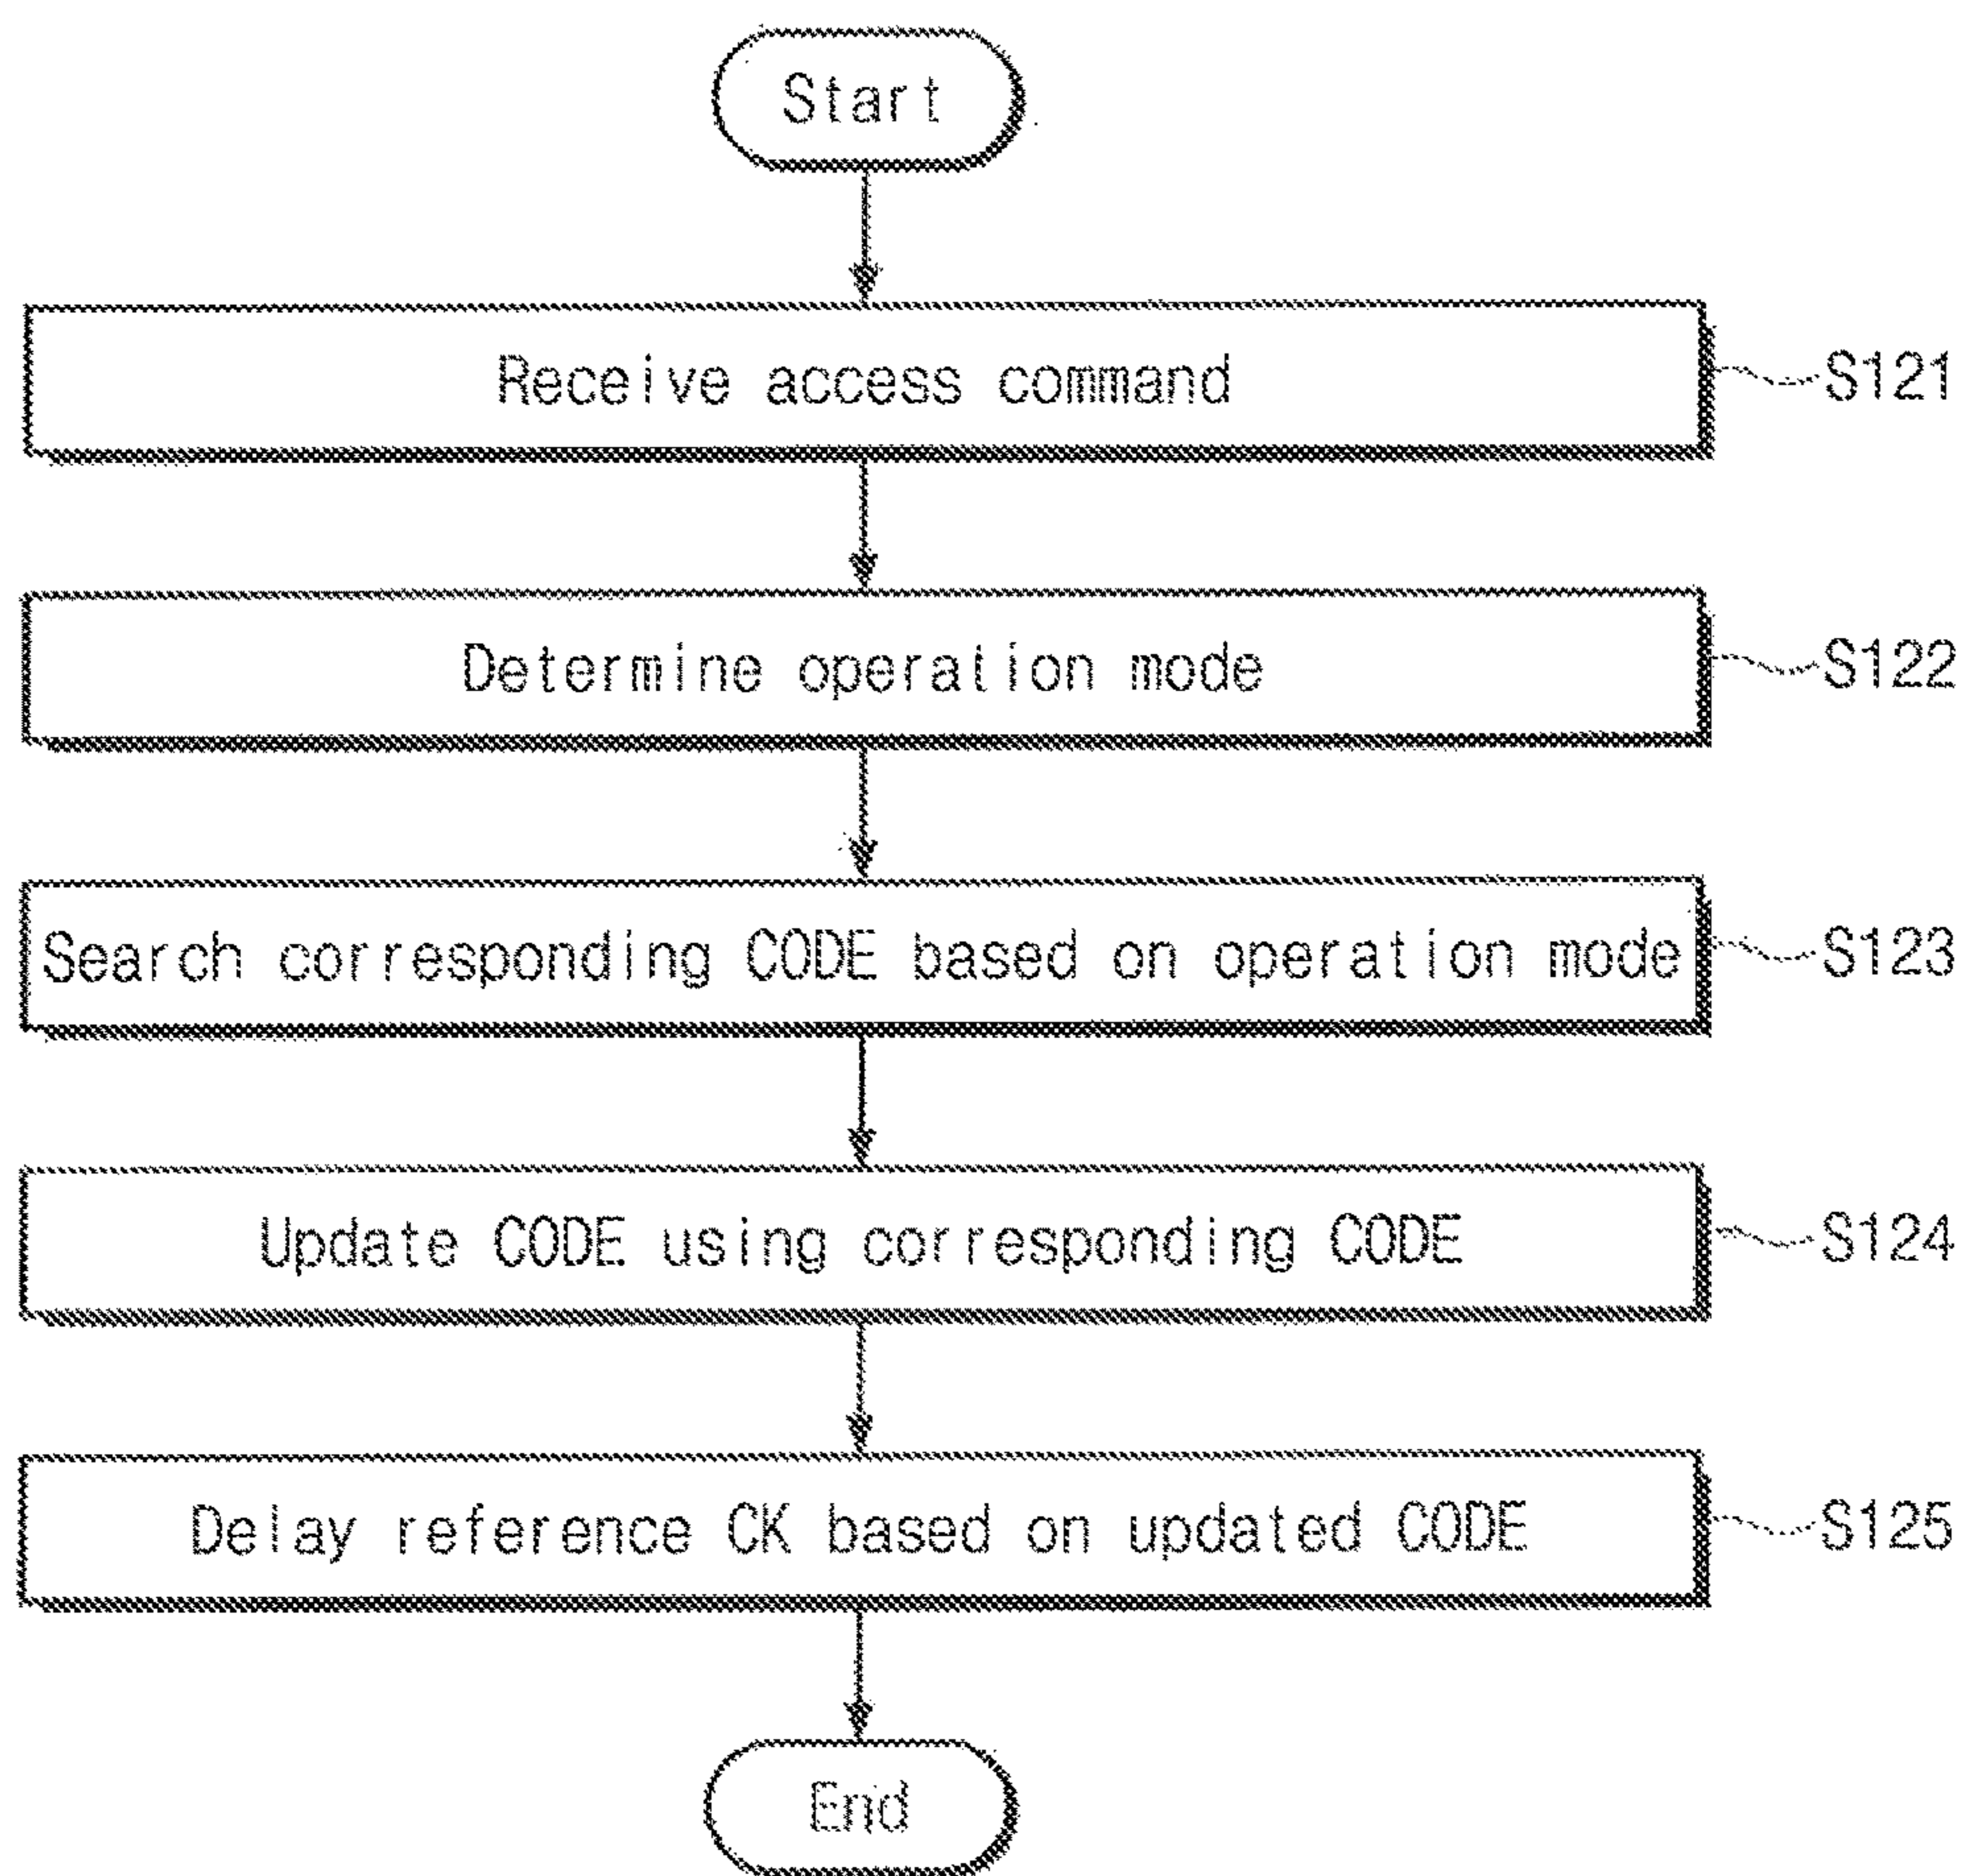 Start
Receive access command
S121
Determine operation mode
S122
Search corresponding CODE based on operation mode
S123
Update CODE using corresponding CODE
S124
Delay reference CK based on updated CODE
S125
End